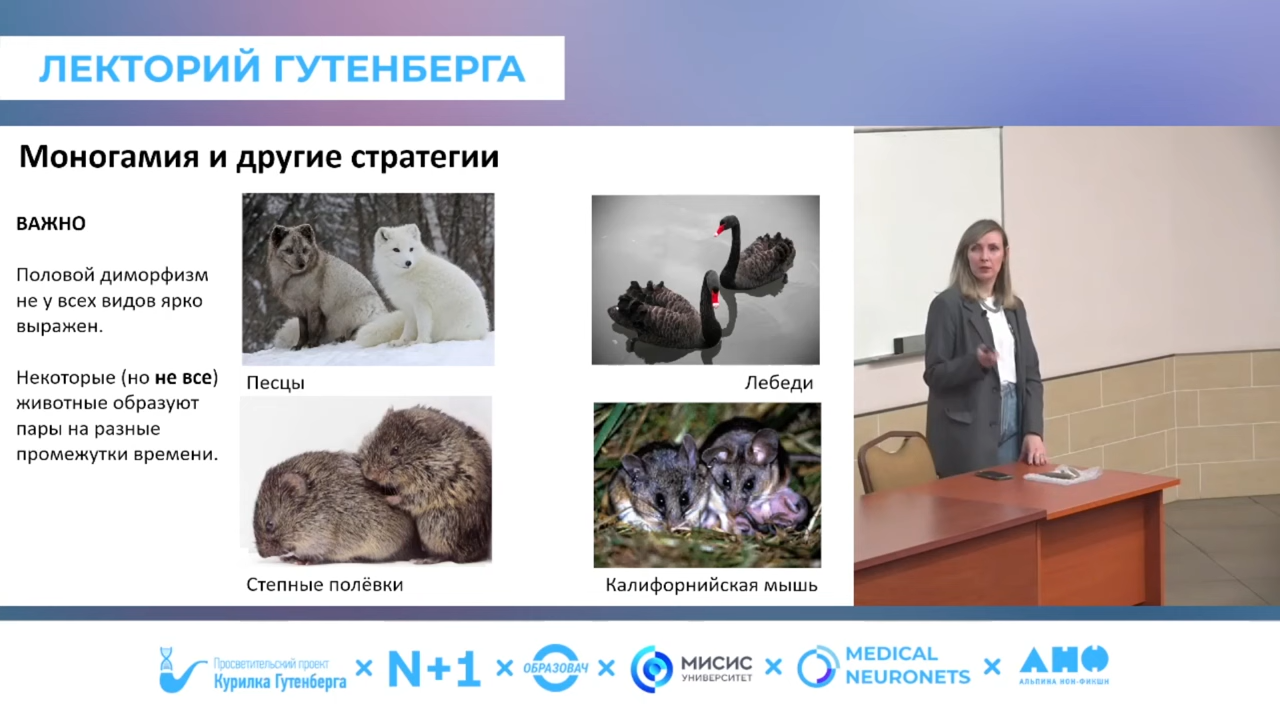 ЛЕКТОРИЙ ГУТЕНБЕРГА
Моногамия и другие стратегии
ВАЖНО
Половой диморфизм
не у всех видов ярко
выражен.
Некоторые (но не все)
животные образуют
пары на разные
промежутки времени.
Песцы
Лебеди
Степные полёвки
Калифорнийская мышь
Просветительский проект
Курилка Гутенберга
× N+1 ×
ОБРАЗОВАЧ
×
МИСИС
УНИВЕРСИТЕТ
×
MEDICAL
NEURONETS
×
АНФ
АЛЬПИНА НОН-ФИКШН